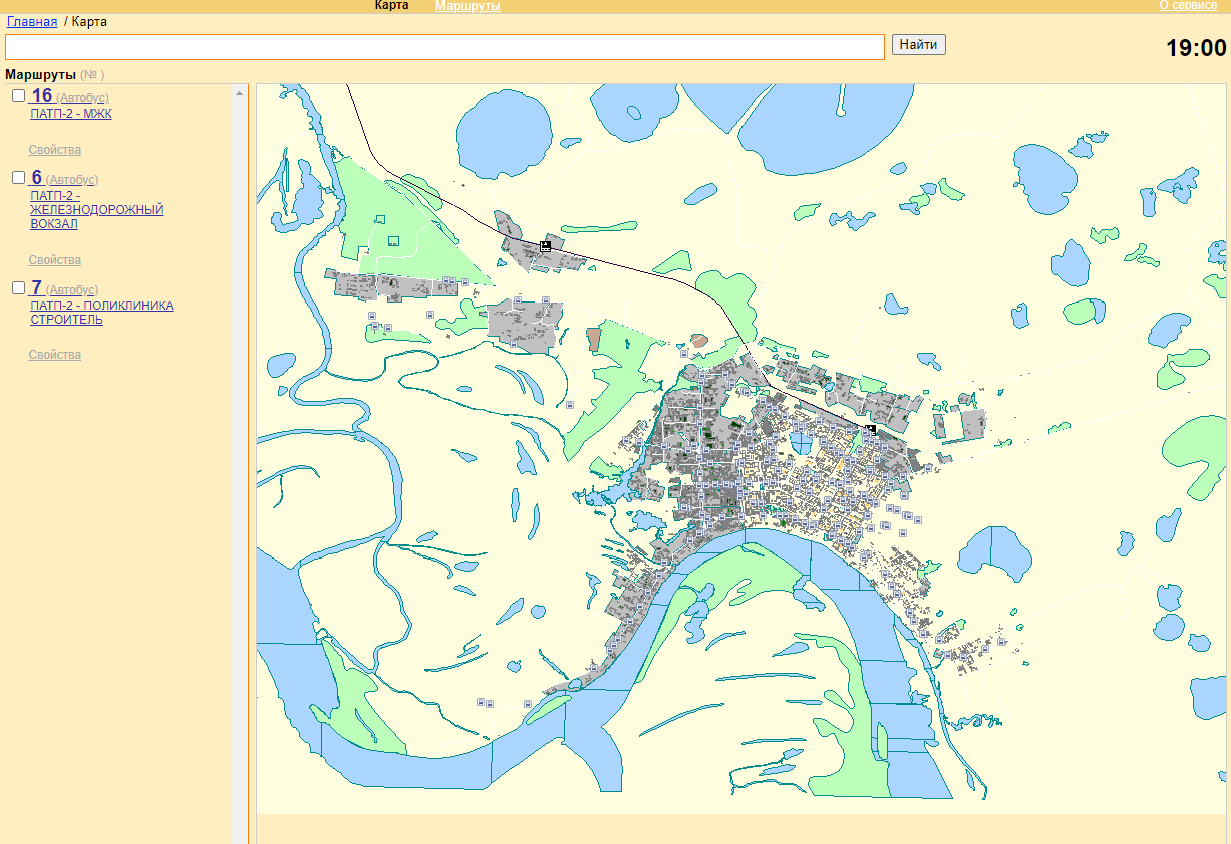 Карта Маршруты О сервисе
Главная / Карта
Найти 19:00
Маршруты (№ )
16 (Автобус)
ПАТП-2 - МЖК
Свойства
6 (Автобус)
ПАТП-2 -
ЖЕЛЕЗНОДОРОЖНЫЙ
ВОКЗАЛ
Свойства
7 (Автобус)
ПАТП-2 - ПОЛИКЛИНИКА
СТРОИТЕЛЬ
Свойства